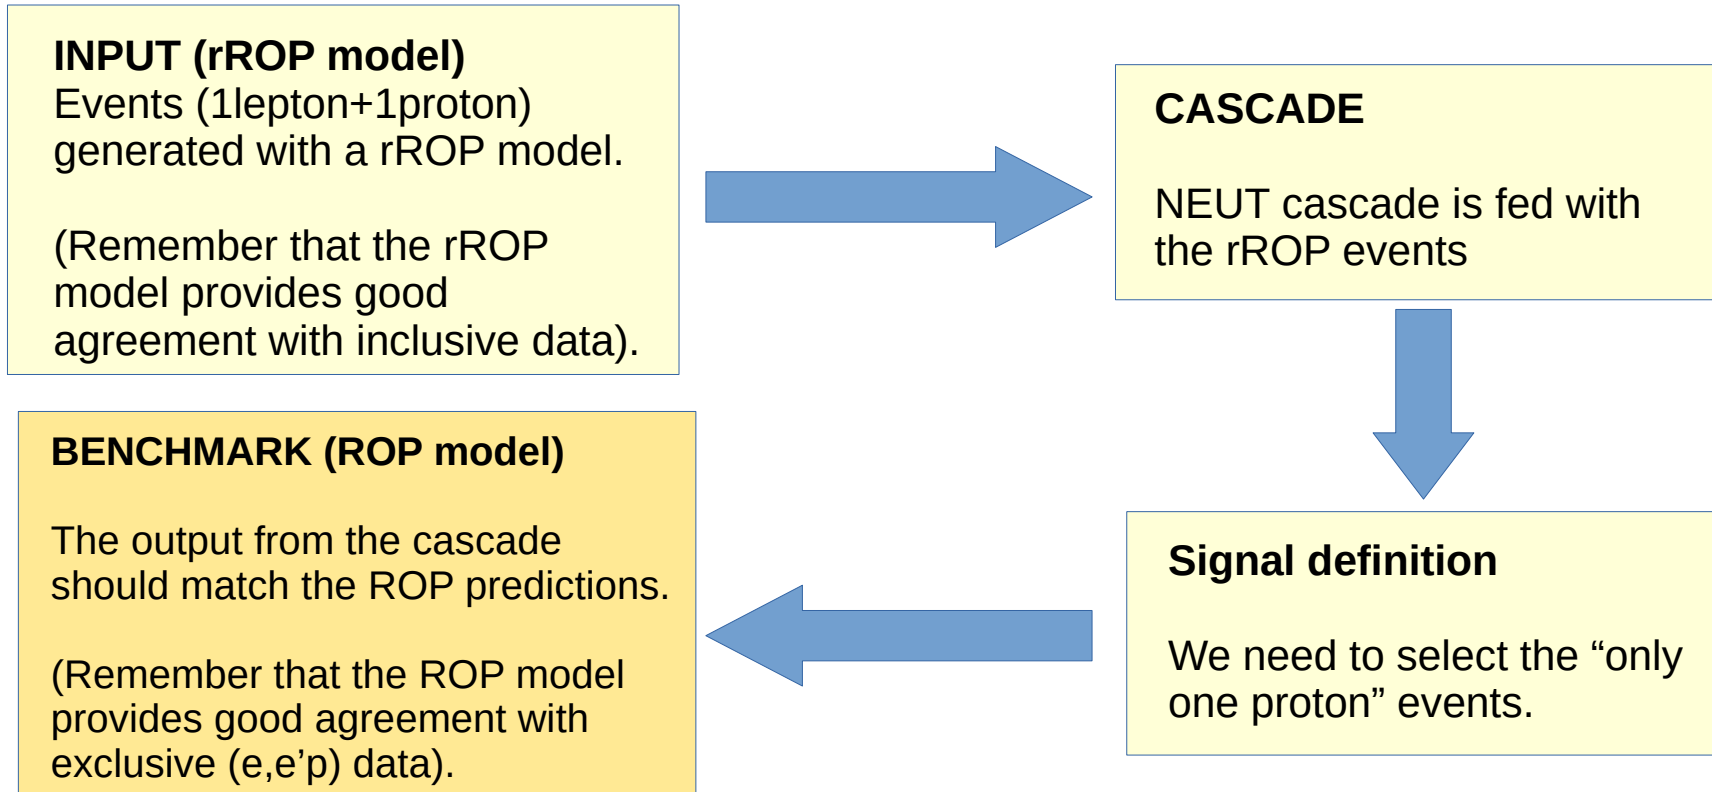 INPUT (rROP model)
Events (1lepton+1proton)
generated with a rROP model.
(Remember that the rROP
model provides good
agreement with inclusive data).
CASCADE
NEUT cascade is fed with
the rROP events
Signal definition
We need to select the “only
one proton” events.
BENCHMARK (ROP model)
The output from the cascade
should match the ROP predictions.
(Remember that the ROP model
provides good agreement with
exclusive (e,e’p) data).